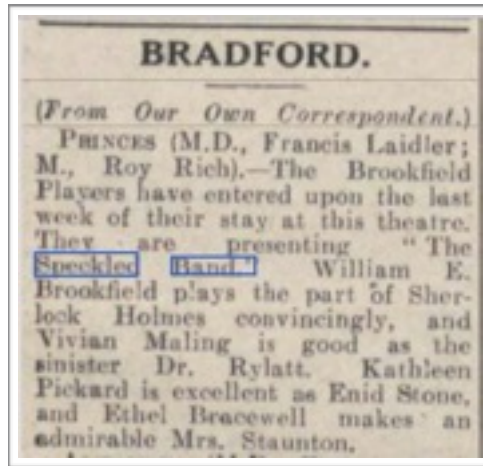 BRADFORD.
(From Our Own Correspondent.)
PRINCES (M.D., Francis Laidler;
M., Roy Rich).—The Brookfield
Players have entered upon the last
week of their stay at this theatre.
They are presenting "The
Speckled Band." William E.
Brookfield plays the part of Sher-
lock Holmes convincingly, and
Vivian Maling is good as the
sinister Dr. Rylatt. Kathleen
Pickard is excellent as Enid Stone,
and Ethel Bracewell makes an
admirable Mrs. Staunton.